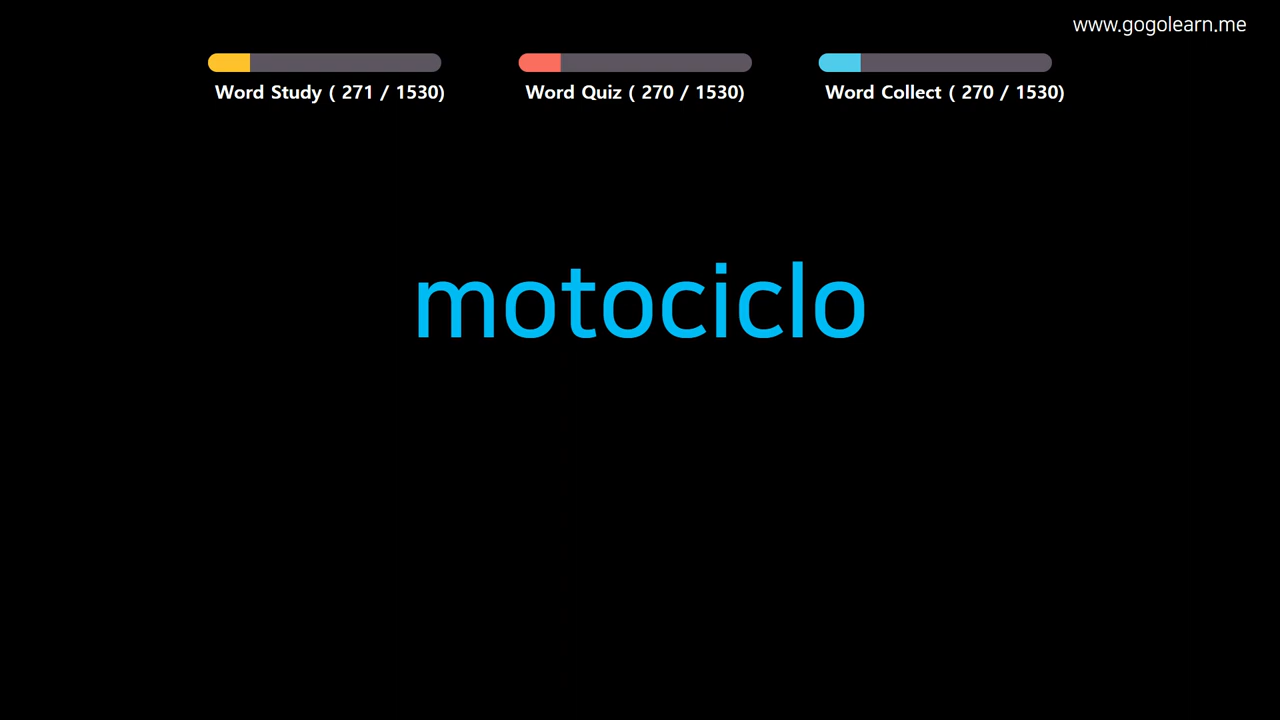 www.gogolearn.me
Word Study ( 271 / 1530)
Word Quiz ( 270 / 1530)
Word Collect ( 270 / 1530)
motociclo